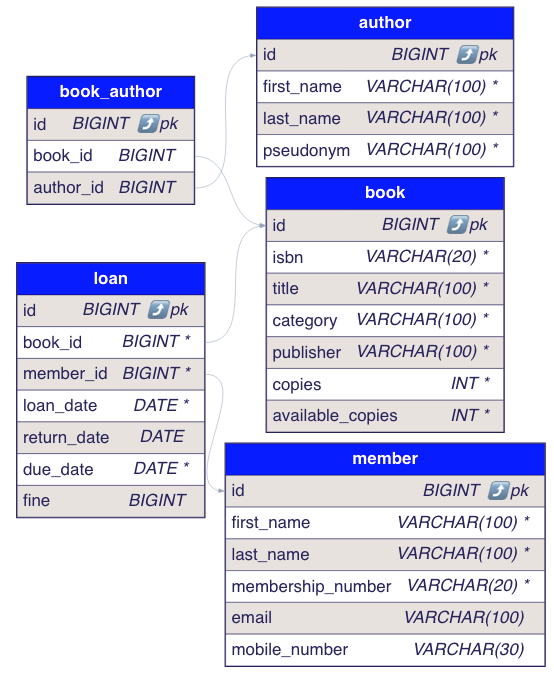 author
id BIGINT ⤴️ pk
first_name VARCHAR(100) *
last_name VARCHAR(100) *
pseudonym VARCHAR(100) *
book_author
id BIGINT ⤴️ pk
book_id BIGINT
author_id BIGINT
book
id BIGINT ⤴️ pk
isbn VARCHAR(20) *
title VARCHAR(100) *
category VARCHAR(100) *
publisher VARCHAR(100) *
copies INT *
available_copies INT *
loan
id BIGINT ⤴️ pk
book_id BIGINT *
member_id BIGINT *
loan_date DATE *
return_date DATE
due_date DATE *
fine BIGINT
member
id BIGINT ⤴️ pk
first_name VARCHAR(100) *
last_name VARCHAR(100) *
membership_number VARCHAR(20) *
email VARCHAR(100)
mobile_number VARCHAR(30)